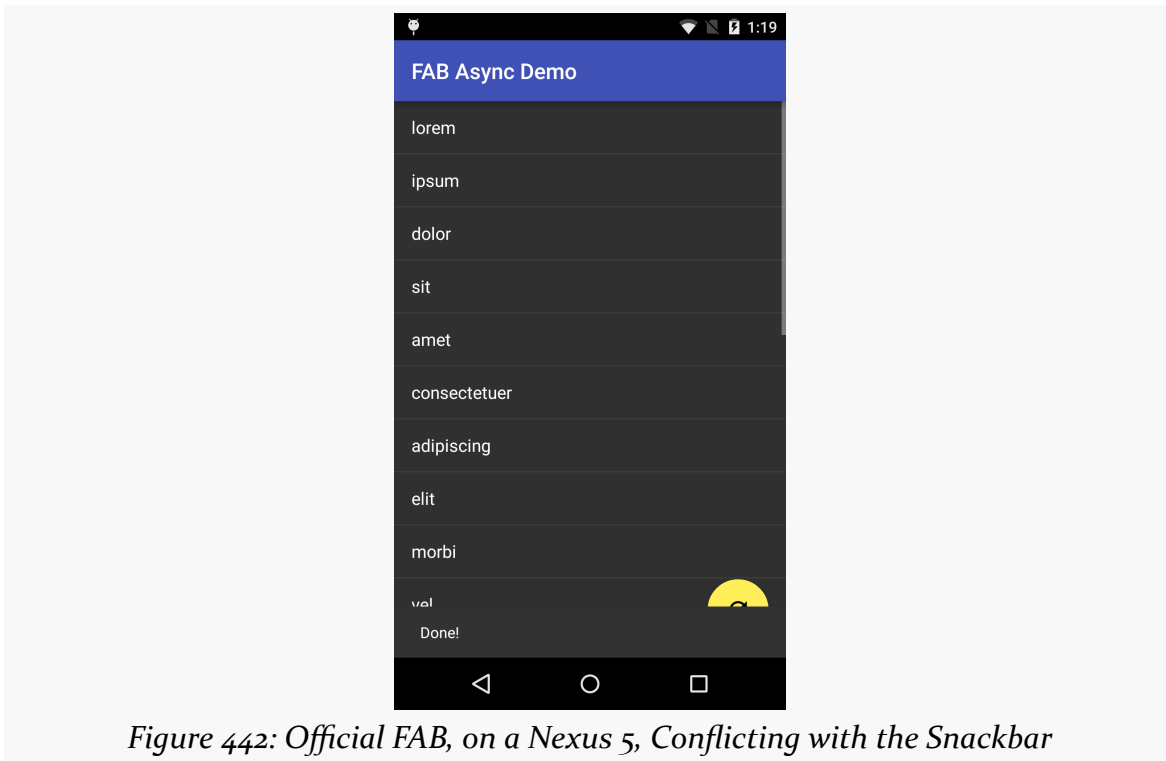 1:19
FAB Async Demo
lorem
ipsum
dolor
sit
amet
consectetuer
adipiscing
elit
morbi
vel
Done!
Figure 442: Official FAB, on a Nexus 5, Conflicting with the Snackbar